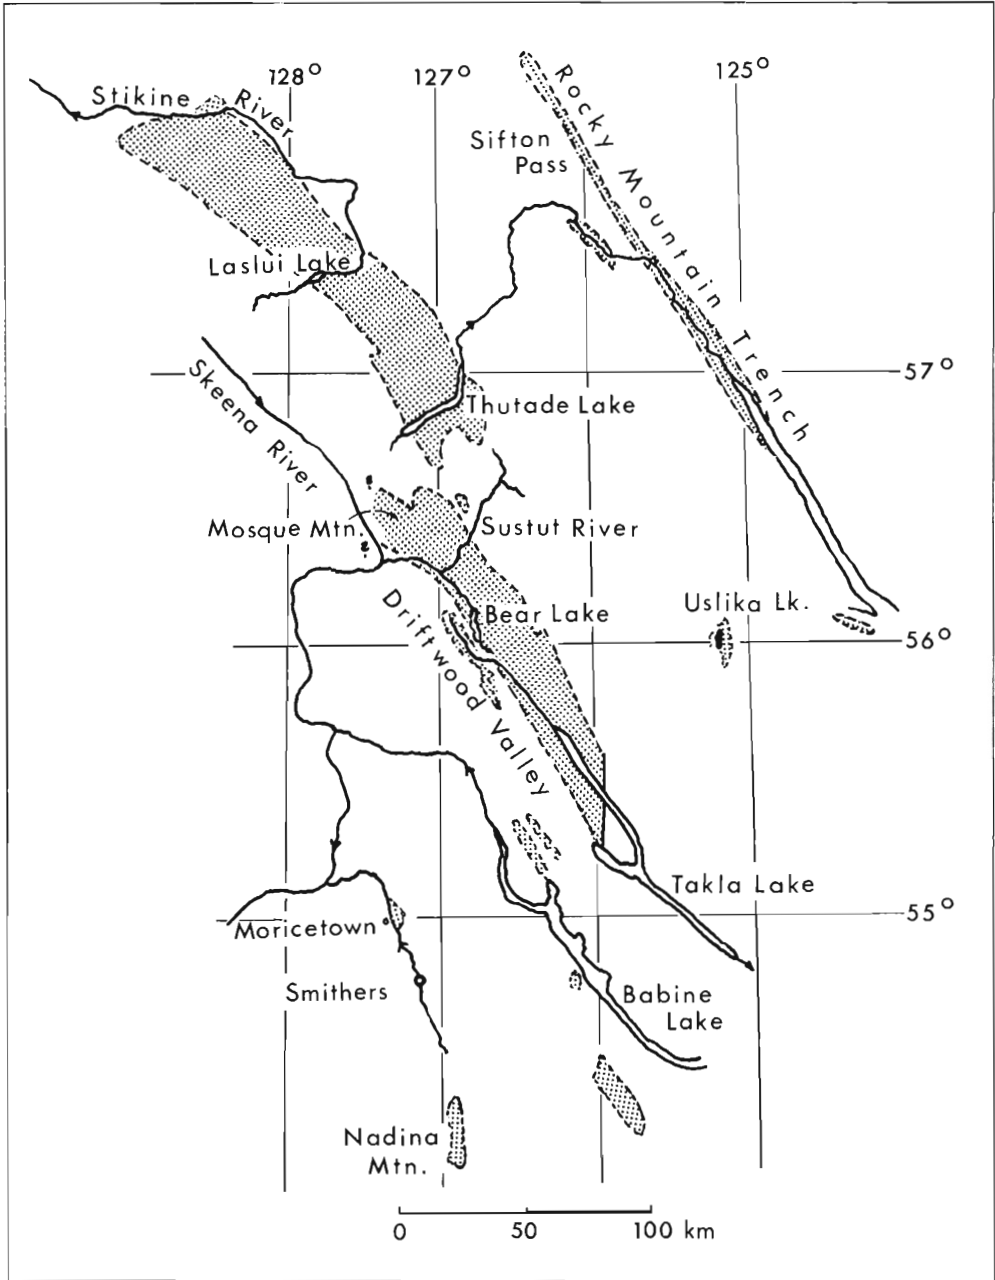 128°
127°
125°
Stikine River
Rocky Mountain Trench
Sifton
Pass
Laslui Lake
57°
Skeena River
Thutade Lake
Mosque Mtn.
Sustut River
Driftwood Valley
Bear Lake
Uslika Lk.
56°
Takla Lake
55°
Moricetown
Smithers
Babine
Lake
Nadina
Mtn.
0 50 100 km